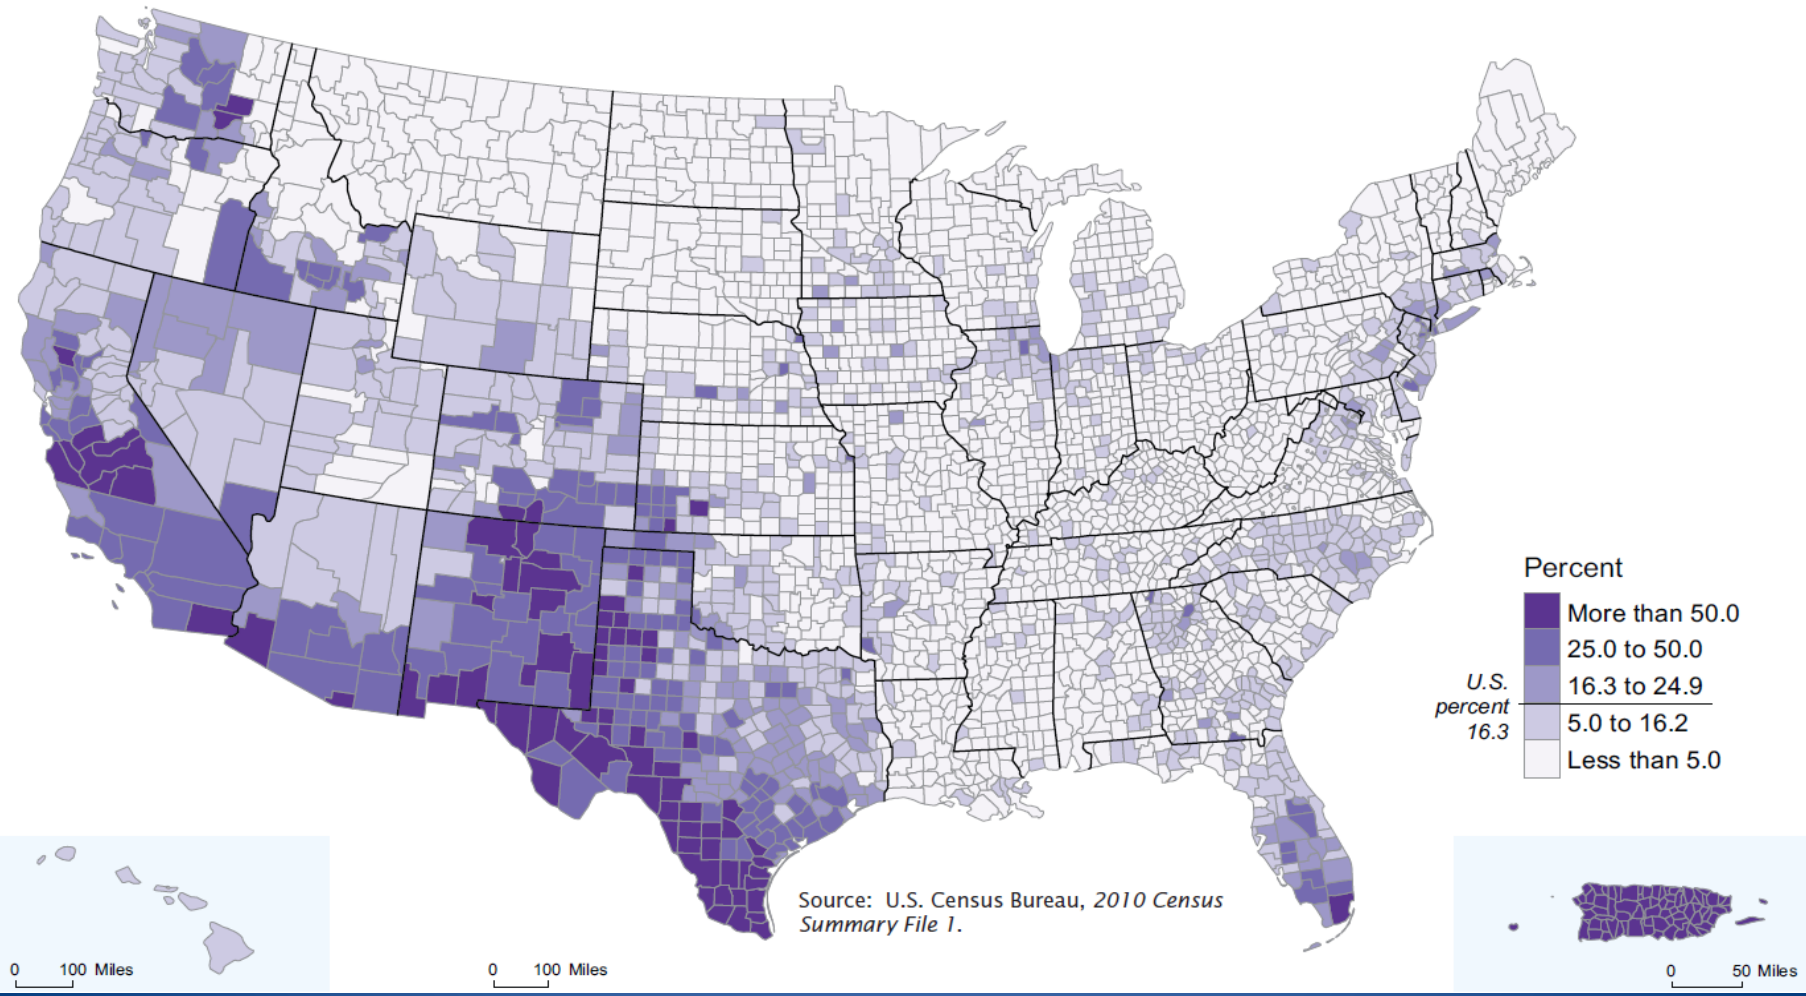 Percent
More than 50.0
25.0 to 50.0
16.3 to 24.9
5.0 to 16.2
Less than 5.0
U.S.
percent
16.3
Source: U.S. Census Bureau, 2010 Census
Summary File 1.
0 100 Miles
0 100 Miles
0 50 Miles